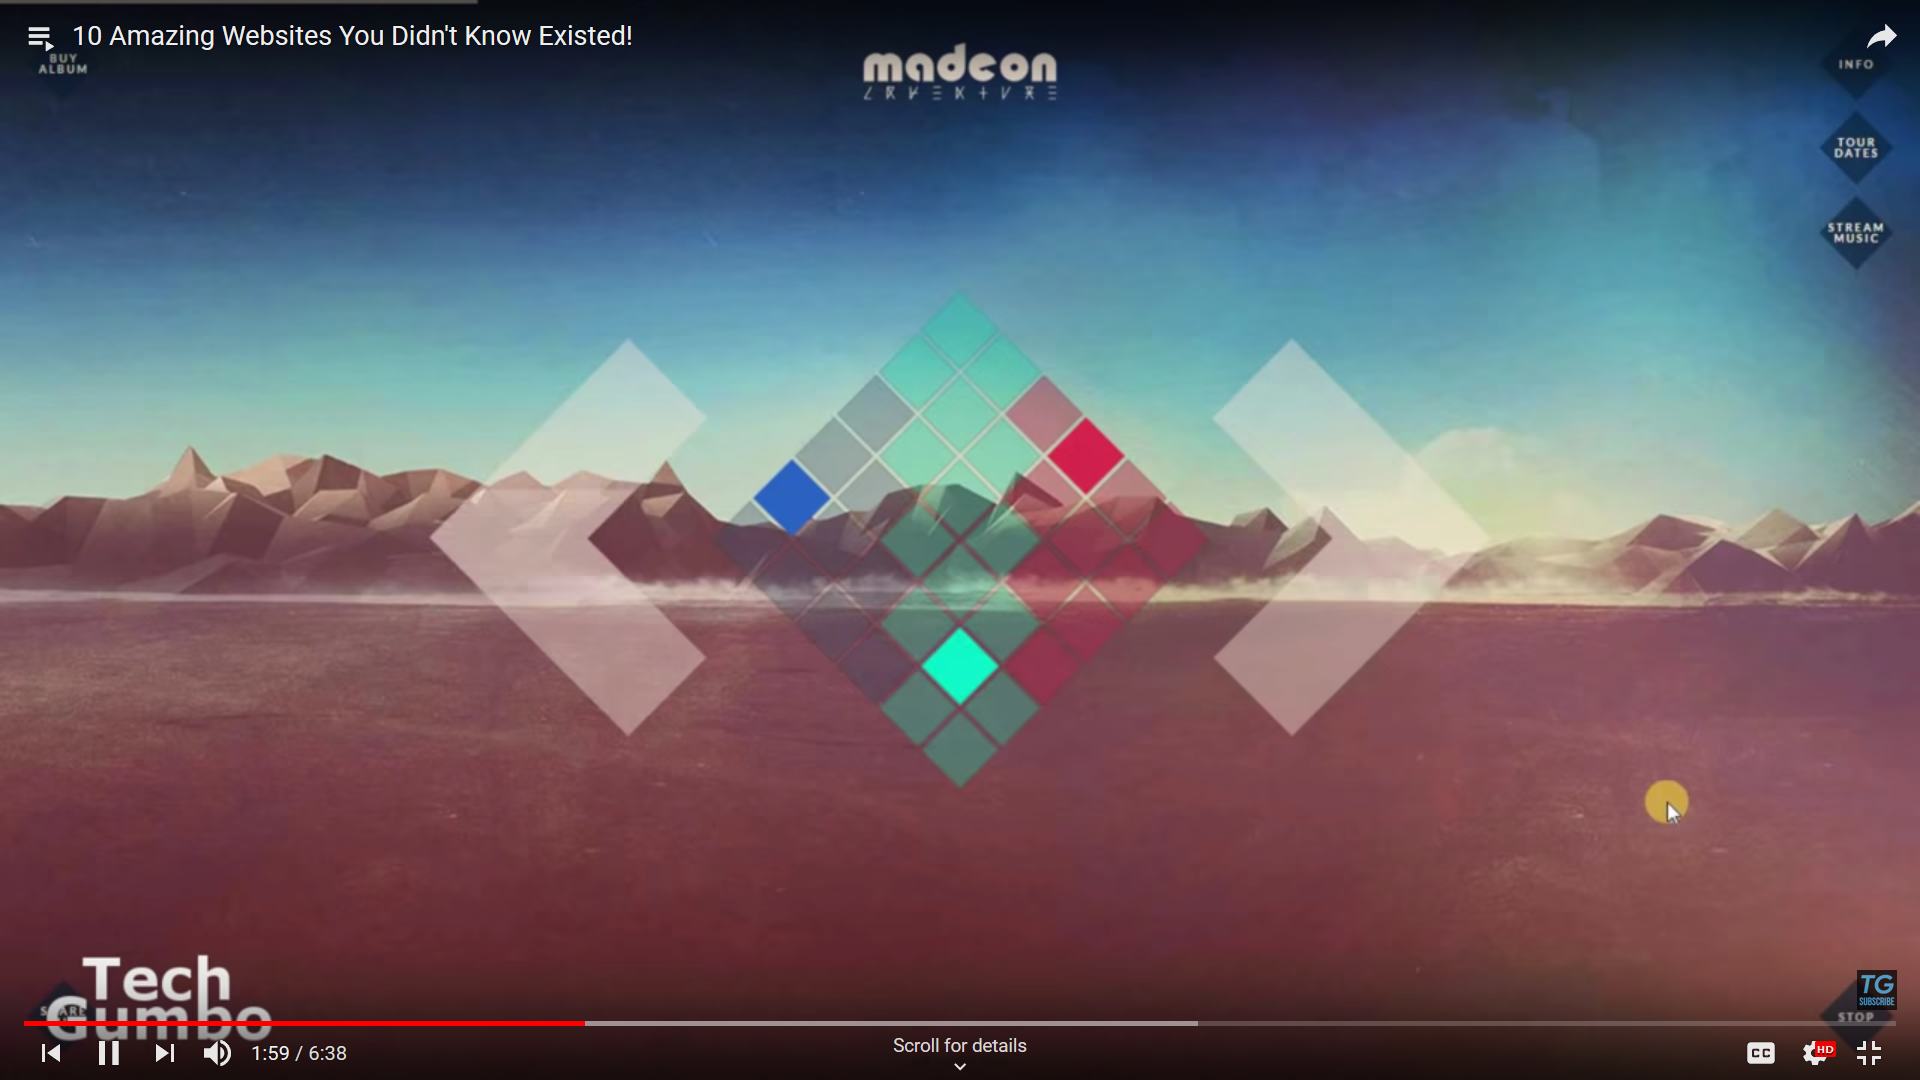 10 Amazing Websites You Didn't Know Existed!
BUY
ALBUM
madeon
INFO
TOUR
DATES
STREAM
MUSIC
Tech
Gumbo
TG
SUBSCRIBE
STOP
1:59 / 6:38
Scroll for details
CC
HD